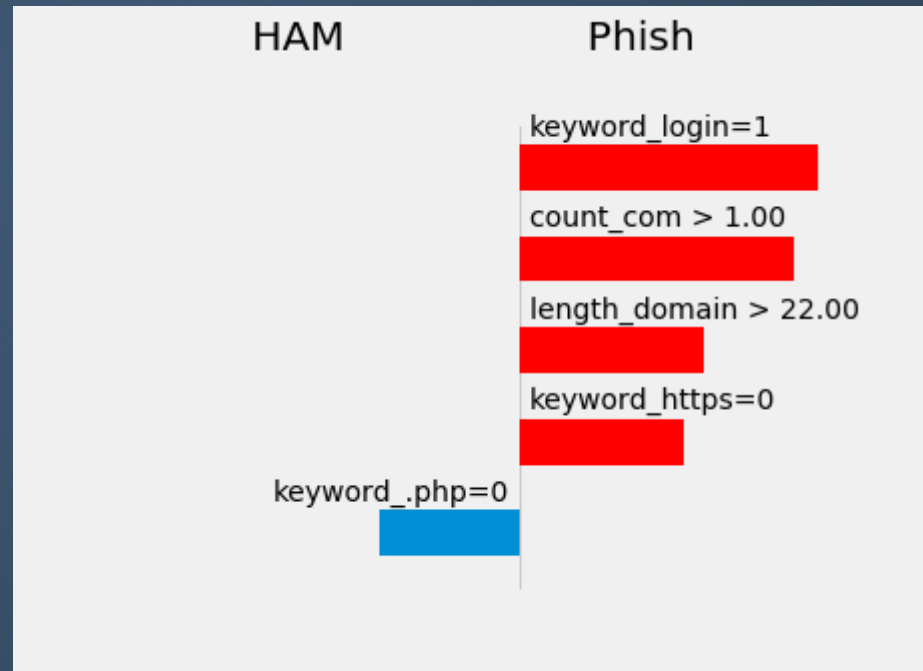 HAM Phish
keyword_login=1
count_com > 1.00
length_domain > 22.00
keyword_https=0
keyword_.php=0